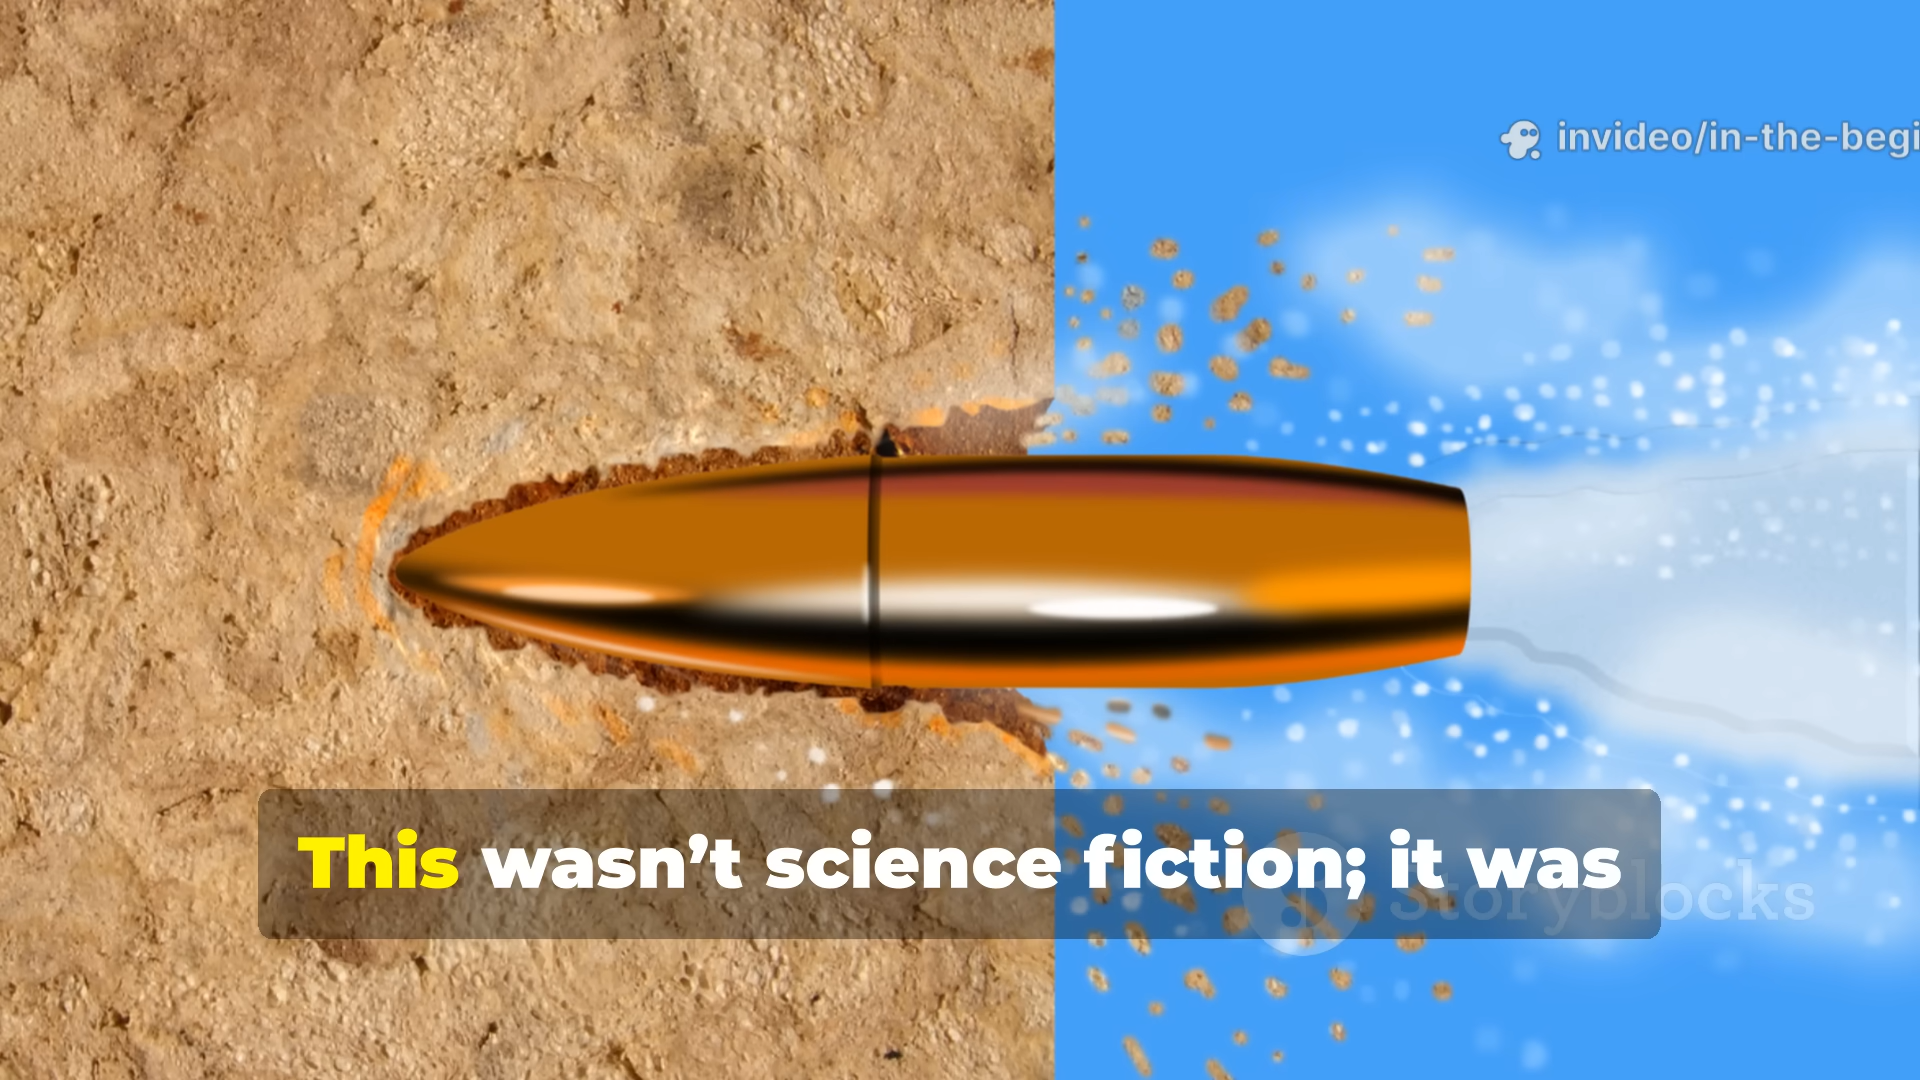 invideo/in-the-begi
This wasn’t science fiction; it was
Storyblocks